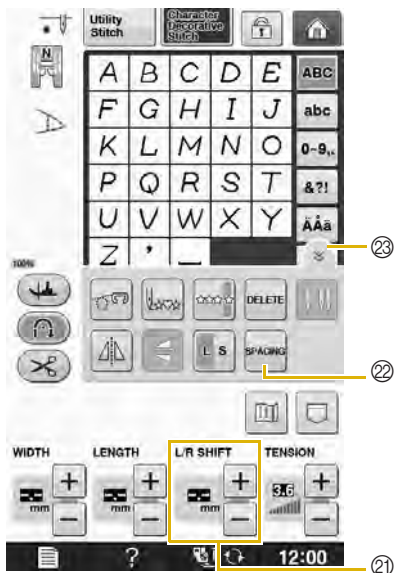 Utility
Stitch
Character
Decorative
Stitch
N
A B C D E ABC
F G H I J abc
K L M N O 0~9,,
P Q R S T &?!
U V W X Y ÄÅā
Z ' _
㉓
100%
DELETE
L S SPACING
㉒
WIDTH LENGTH L/R SHIFT TENSION
+ + + +
3.6
mm mm mm
− − − −
? 12:00
㉑